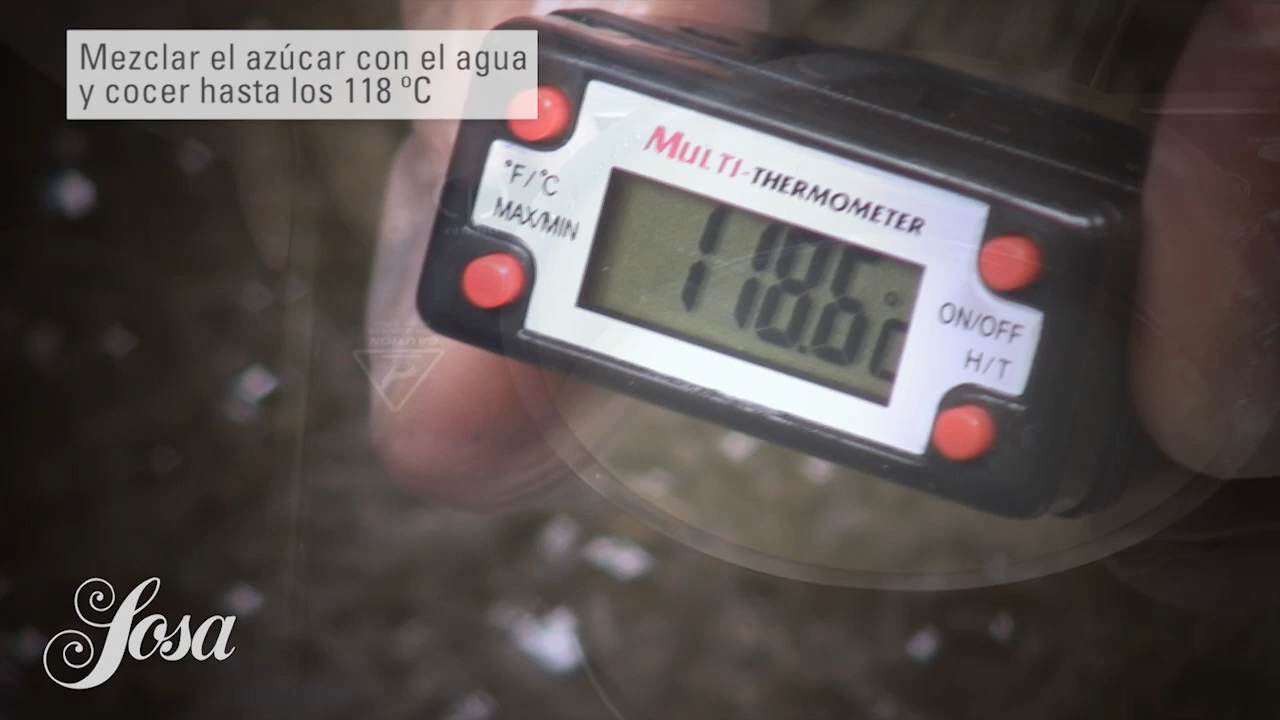 Mezclar el azúcar con el agua
y cocer hasta los 118 ºC
MULTI-THERMOMETER
°F/°C
MAX/MIN
118.6°C
ON/OFF
H/T
CAUTION
Sosa